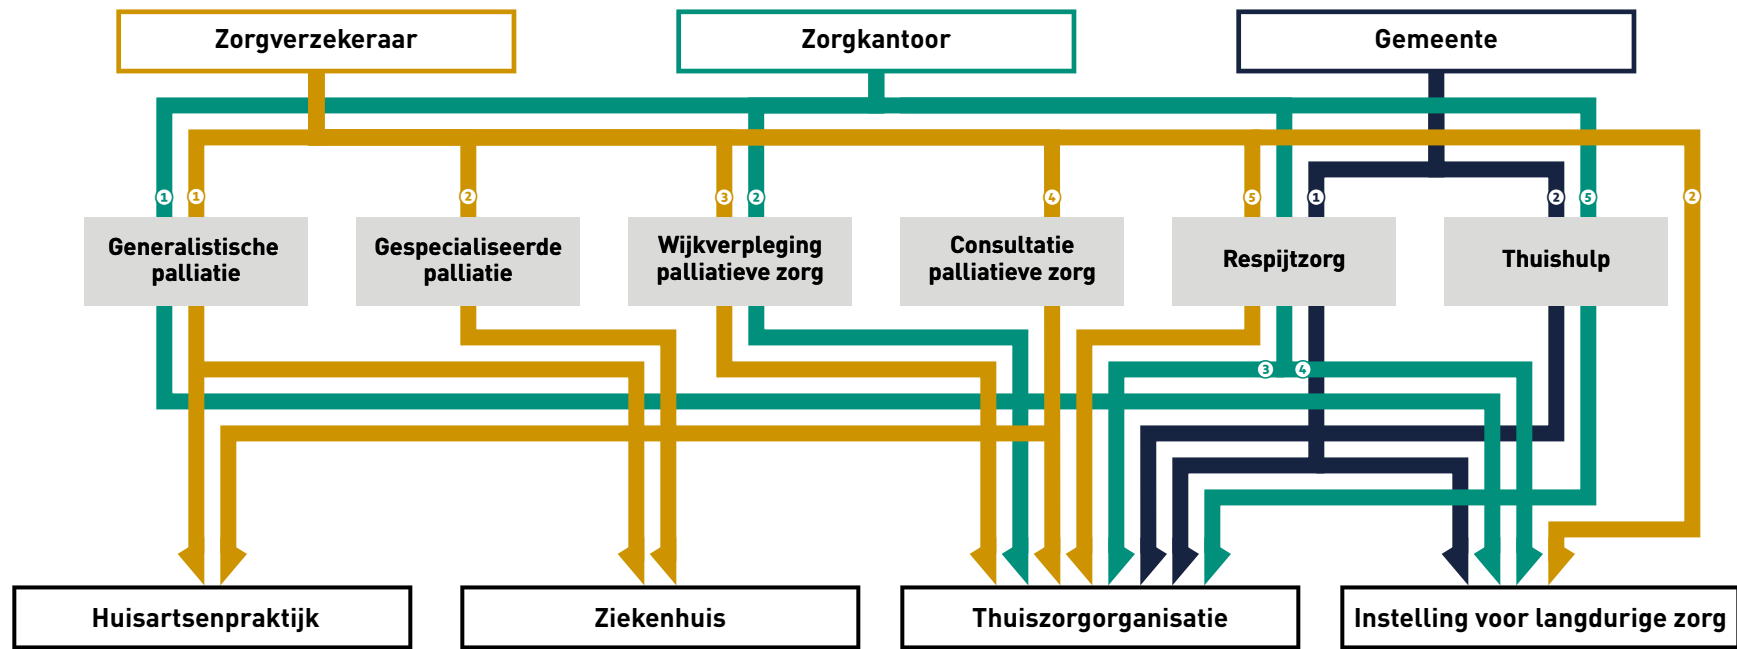 Zorgverzekeraar
Zorgkantoor
Gemeente
1
1
2
3
2
4
5
1
2
5
2
Generalistische
palliatie
Gespecialiseerde
palliatie
Wijkverpleging
palliatieve zorg
Consultatie
palliatieve zorg
Respijtzorg
Thuishulp
3
4
Huisartsenpraktijk
Ziekenhuis
Thuiszorgorganisatie
Instelling voor langdurige zorg